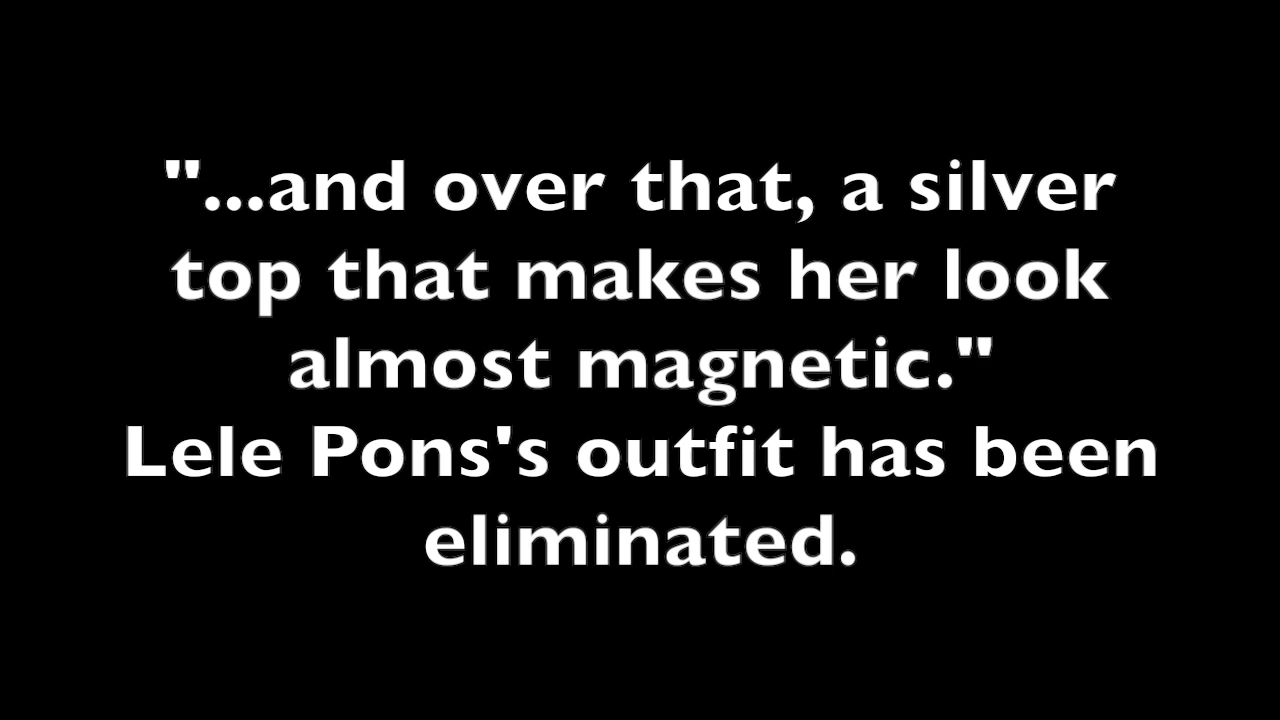 "...and over that, a silver
top that makes her look
almost magnetic."
Lele Pons's outfit has been
eliminated.